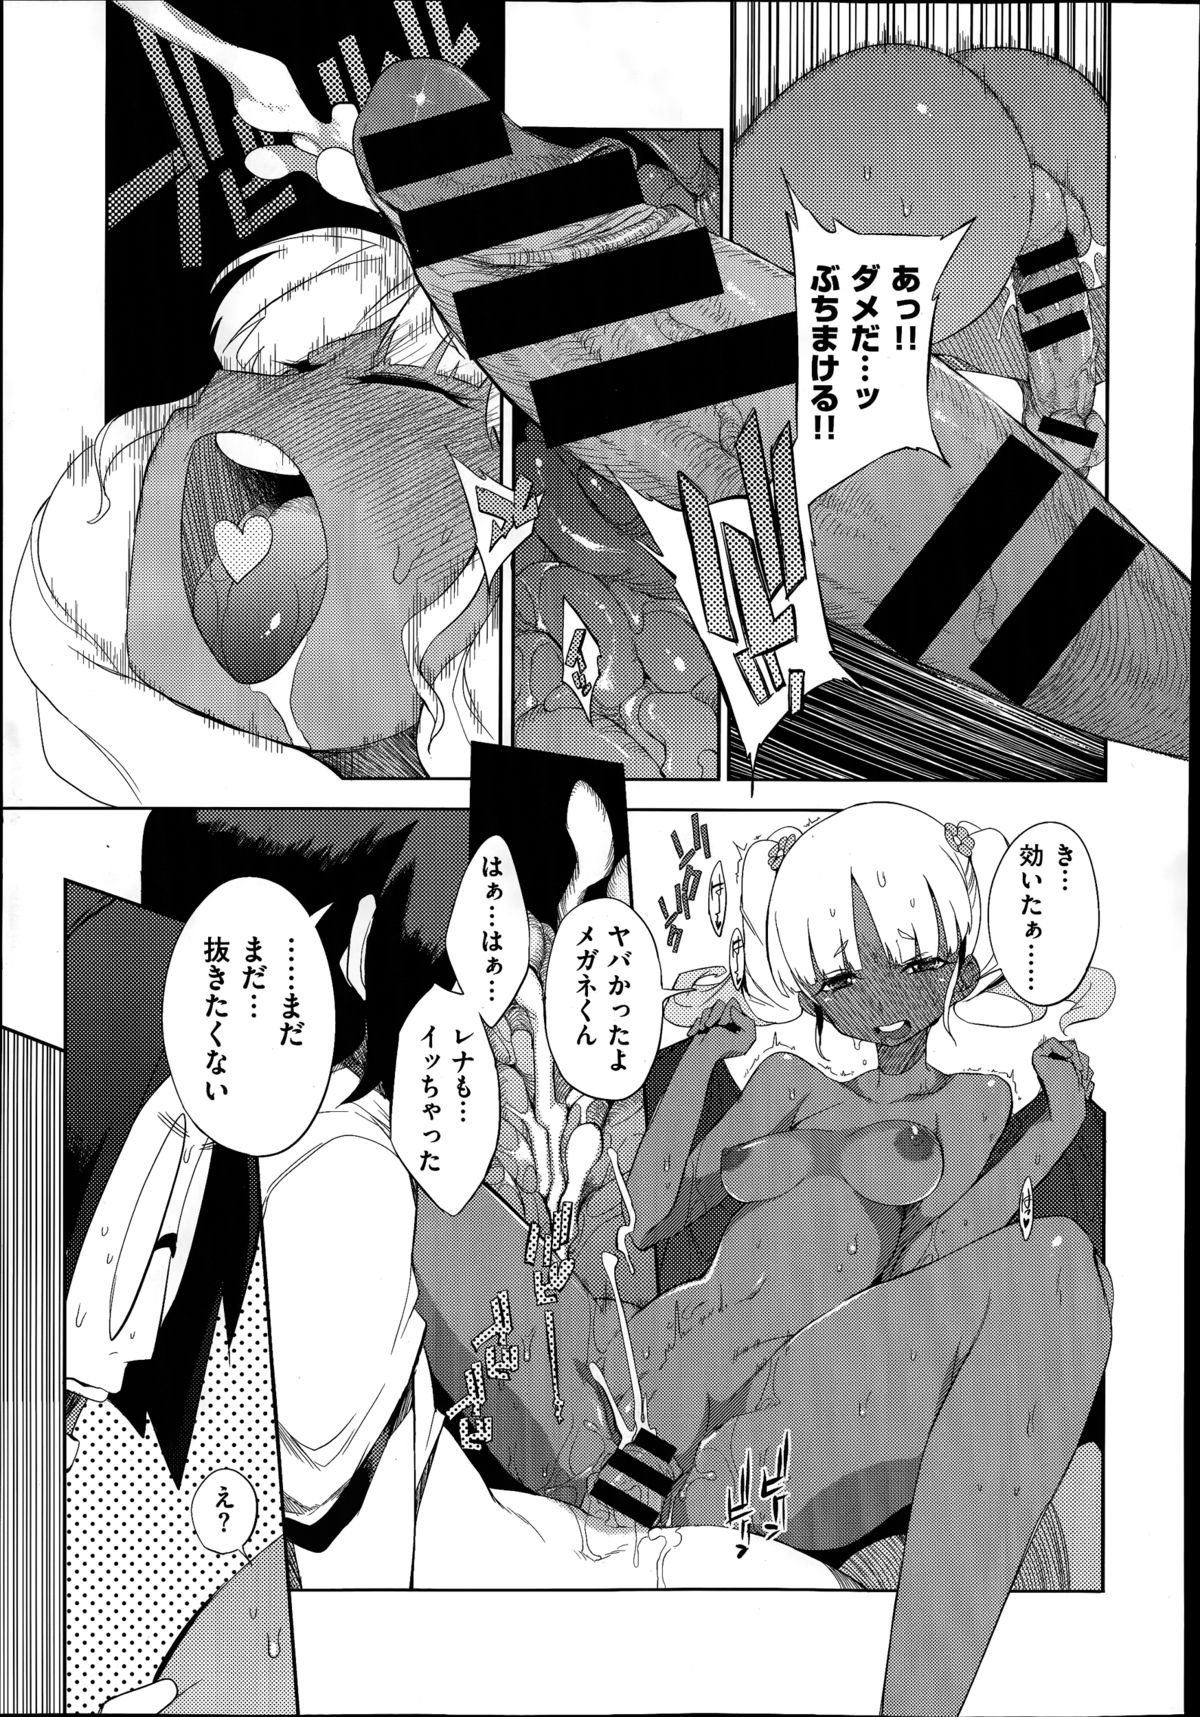 あっ!!
ダメだ…ッ
ぶちまける!!
き…
効いたぁ……
ヤバかったよ
メガネくん
はぁ…はぁ…
レナも…
イッちゃった
……まだ
まだ…
抜きたくない
え？